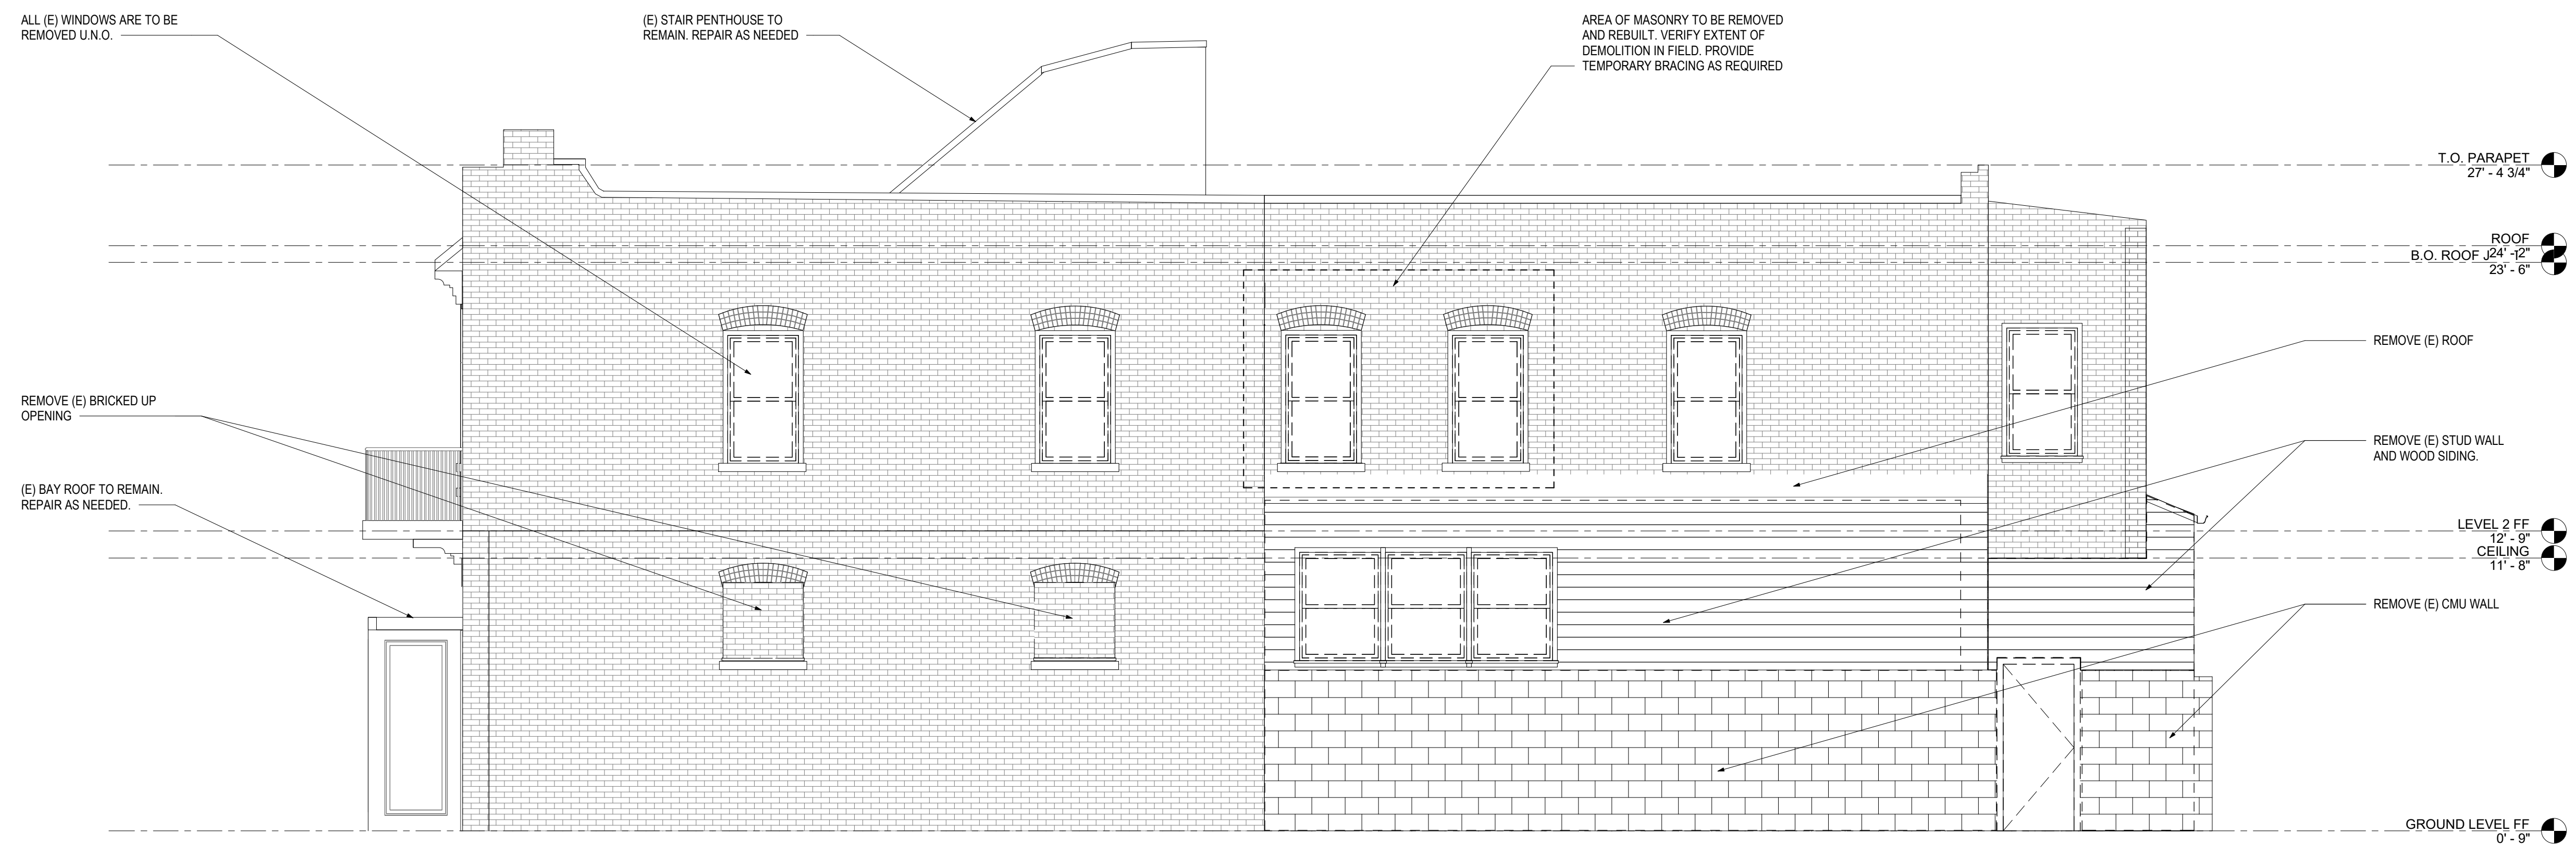 ALL (E) WINDOWS ARE TO BE
REMOVED U.N.O.
(E) STAIR PENTHOUSE TO
REMAIN. REPAIR AS NEEDED
AREA OF MASONRY TO BE REMOVED
AND REBUILT. VERIFY EXTENT OF
DEMOLITION IN FIELD. PROVIDE
TEMPORARY BRACING AS REQUIRED
T.O. PARAPET
27' - 4 3/4"
ROOF
24' - 2"
B.O. ROOF
23' - 6"
REMOVE (E) ROOF
REMOVE (E) BRICKED UP
OPENING
REMOVE (E) STUD WALL
AND WOOD SIDING.
(E) BAY ROOF TO REMAIN.
REPAIR AS NEEDED.
LEVEL 2 FF
12' - 9"
CEILING
11' - 8"
REMOVE (E) CMU WALL
GROUND LEVEL FF
0' - 9"